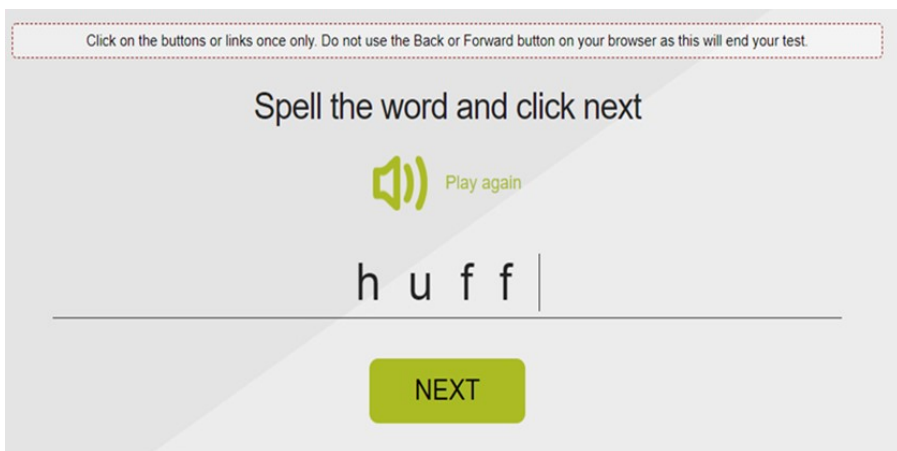 Click on the buttons or links once only. Do not use the Back or Forward button on your browser as this will end your test.
Spell the word and click next
Play again
h u f f
NEXT